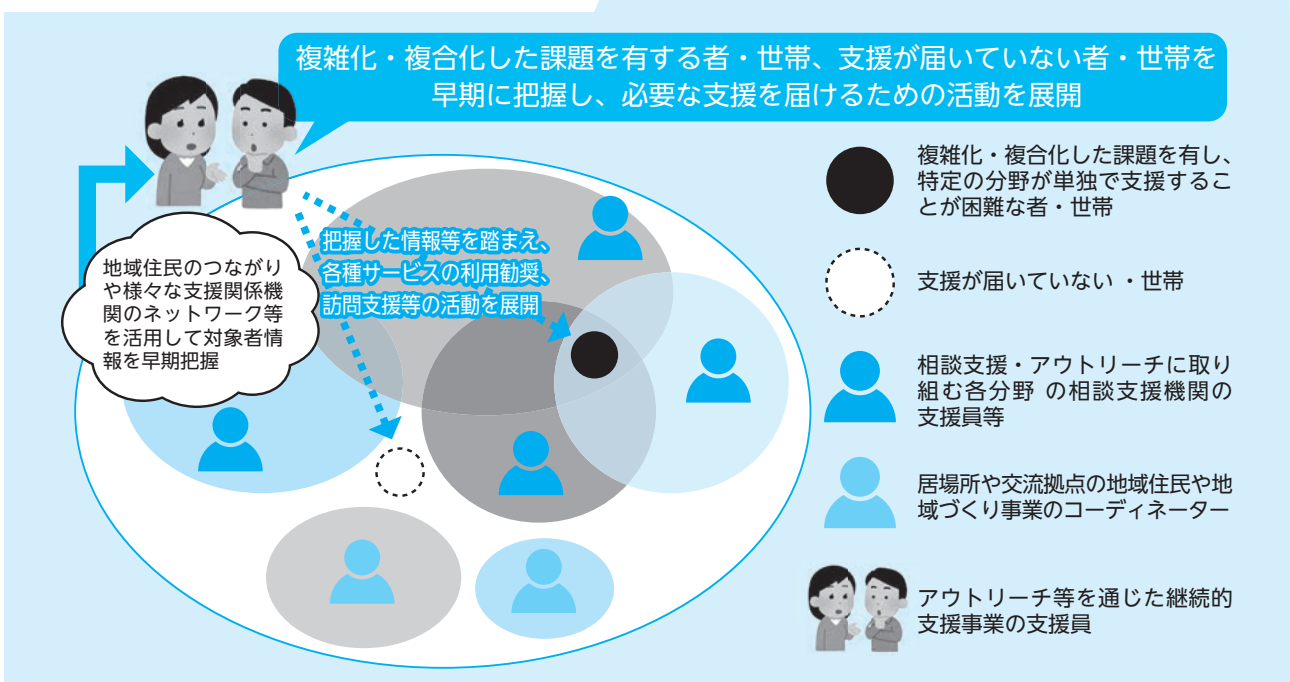 複雑化・複合化した課題を有する者・世帯、支援が届いていない者・世帯を
早期に把握し、必要な支援を届けるための活動を展開
把握した情報等を踏まえ、
各種サービスの利用勧奨、
訪問支援等の活動を展開
地域住民のつながり
や様々な支援関係機
関のネットワーク等
を活用して対象者情
報を早期把握
複雑化・複合化した課題を有し、
特定の分野が単独で支援するこ
とが困難な者・世帯
支援が届いていない ・世帯
相談支援・アウトリーチに取り
組む各分野 の相談支援機関の
支援員等
居場所や交流拠点の地域住民や地
域づくり事業のコーディネーター
アウトリーチ等を通じた継続的
支援事業の支援員